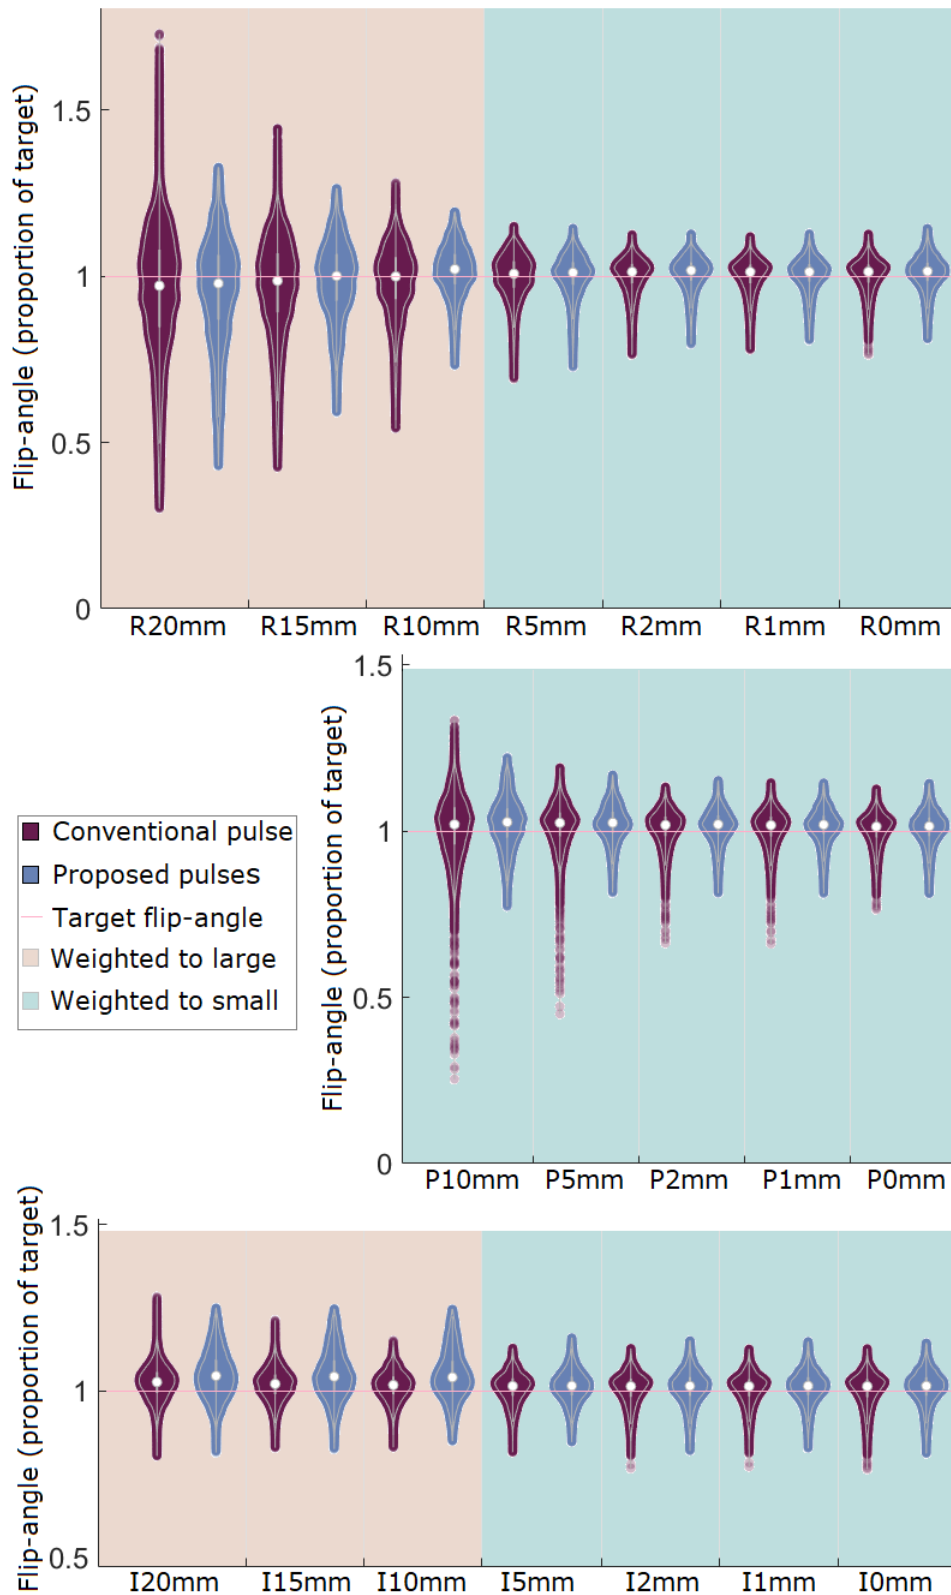 Flip-angle (proportion of target)
1.5
1
0.5
0
R20mm R15mm R10mm R5mm R2mm R1mm R0mm
Flip-angle (proportion of target)
1.5
1
0.5
0
P10mm P5mm P2mm P1mm P0mm
Conventional pulse
Proposed pulses
Target flip-angle
Weighted to large
Weighted to small
Flip-angle (proportion of target)
1.5
1
0.5
I20mm I15mm I10mm I5mm I2mm I1mm I0mm